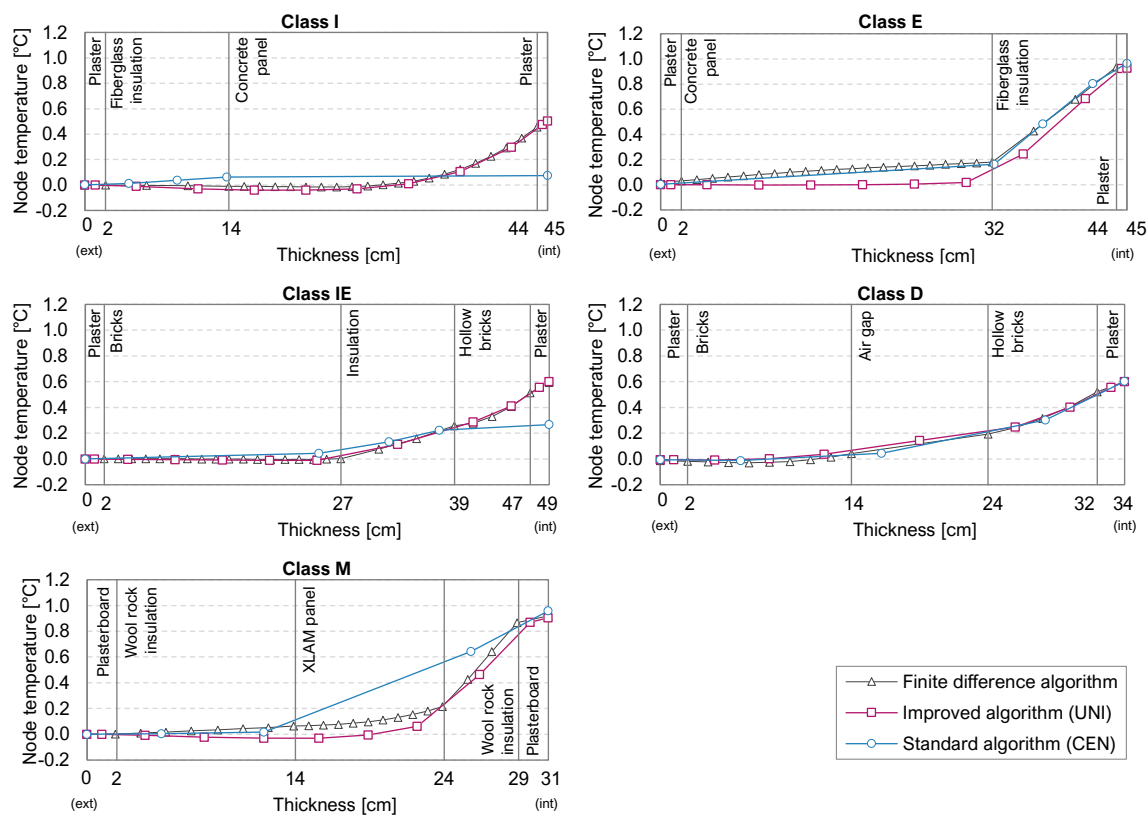 Class I
Node temperature [°C]
1.2
1.0
0.8
0.6
0.4
0.2
0.0
-0.2
Plaster
Fiberglass
insulation
Concrete
panel
Plaster
0 2 14 44 45
(ext) (int)
Thickness [cm]
Class E
Node temperature [°C]
1.2
1.0
0.8
0.6
0.4
0.2
0.0
-0.2
Plaster
Concrete panel
Fiberglass
insulation
Plaster
0 2 32 44 45
(ext) (int)
Thickness [cm]
Class IE
Node temperature [°C]
1.2
1.0
0.8
0.6
0.4
0.2
0.0
-0.2
Plaster
Bricks
Insulation
Hollow
bricks
Plaster
0 2 27 39 47 49
(ext) (int)
Thickness [cm]
Class D
Node temperature [°C]
1.2
1.0
0.8
0.6
0.4
0.2
0.0
-0.2
Plaster
Bricks
Air gap
Hollow
bricks
Plaster
0 2 14 24 32 34
(ext) (int)
Thickness [cm]
Class M
Node temperature [°C]
1.2
1.0
0.8
0.6
0.4
0.2
0.0
-0.2
Plasterboard
Wool rock
insulation
XLAM panel
Wool rock
insulation
Plasterboard
0 2 14 24 29 31
(ext) (int)
Thickness [cm]
Finite difference algorithm
Improved algorithm (UNI)
Standard algorithm (CEN)